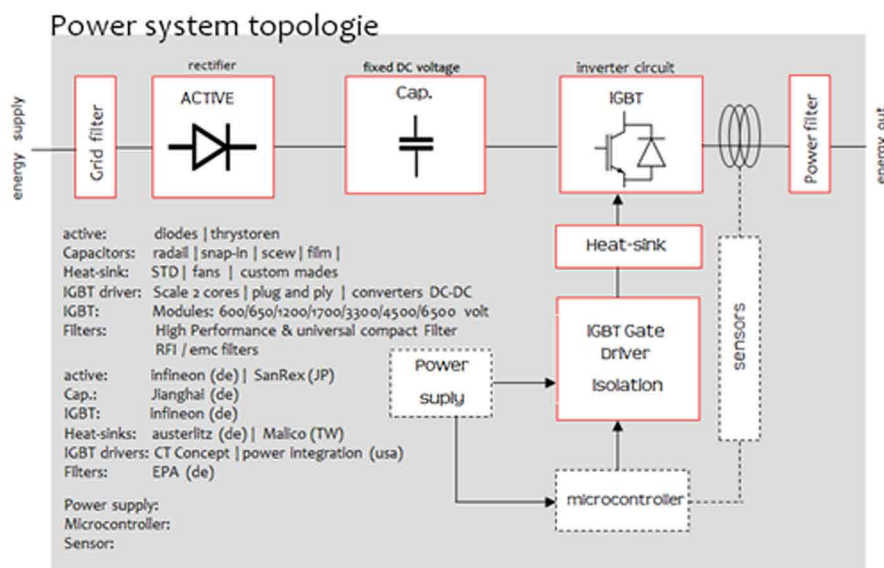 Power system topologie
rectifier
fixed DC voltage
inverter circuit
energy supply
Grid filter
ACTIVE
Cap.
IGBT
Power filter
energy out
active: diodes | thrystoren
Capacitors: radail | snap-in | scew | film |
Heat-sink: STD | fans | custom mades
IGBT driver: Scale 2 cores | plug and ply | converters DC-DC
IGBT: Modules: 600/650/1200/1700/3300/4500/6500 volt
Filters: High Performance & universal compact Filter
RFI / emc filters
active: infineon (de) | SanRex (JP)
Cap.: Jianghai (de)
IGBT: infineon (de)
Heat-sinks: austerlitz (de) | Malico (TW)
IGBT drivers: CT Concept | power integration (usa)
Filters: EPA (de)
Power supply:
Microcontroller:
Sensor:
Heat-sink
IGBT Gate
Driver
Isolation
Power
suply
sensors
microcontroller